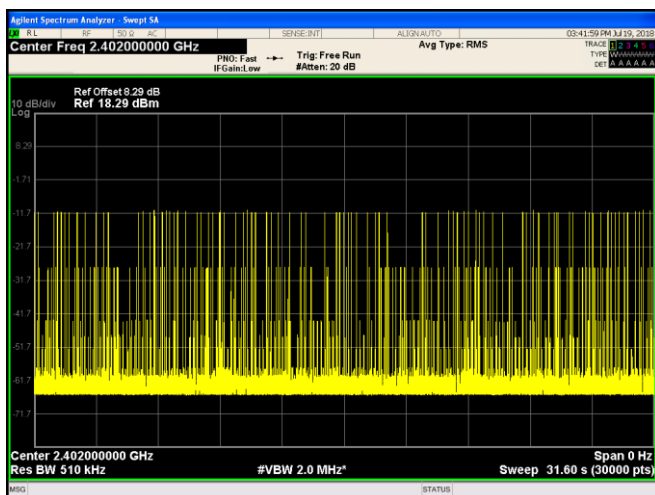 Agilent Spectrum Analyzer - Swept SA
RL RF 50 Ω AC SENSE:INT ALIGN AUTO 03:41:59 PM Jul 19, 2018
Center Freq 2.402000000 GHz
PNO: Fast
IFGain:Low
Trig: Free Run
#Atten: 20 dB
Avg Type: RMS
TRACE 1 2 3 4 5 6
TYPE
DET A A A A A A
Ref Offset 8.29 dB
10 dB/div Ref 18.29 dBm
Log
8.29
-1.71
-11.7
-21.7
-31.7
-41.7
-51.7
-61.7
-71.7
Center 2.402000000 GHz Span 0 Hz
Res BW 510 kHz #VBW 2.0 MHz* Sweep 31.60 s (30000 pts)
MSG STATUS